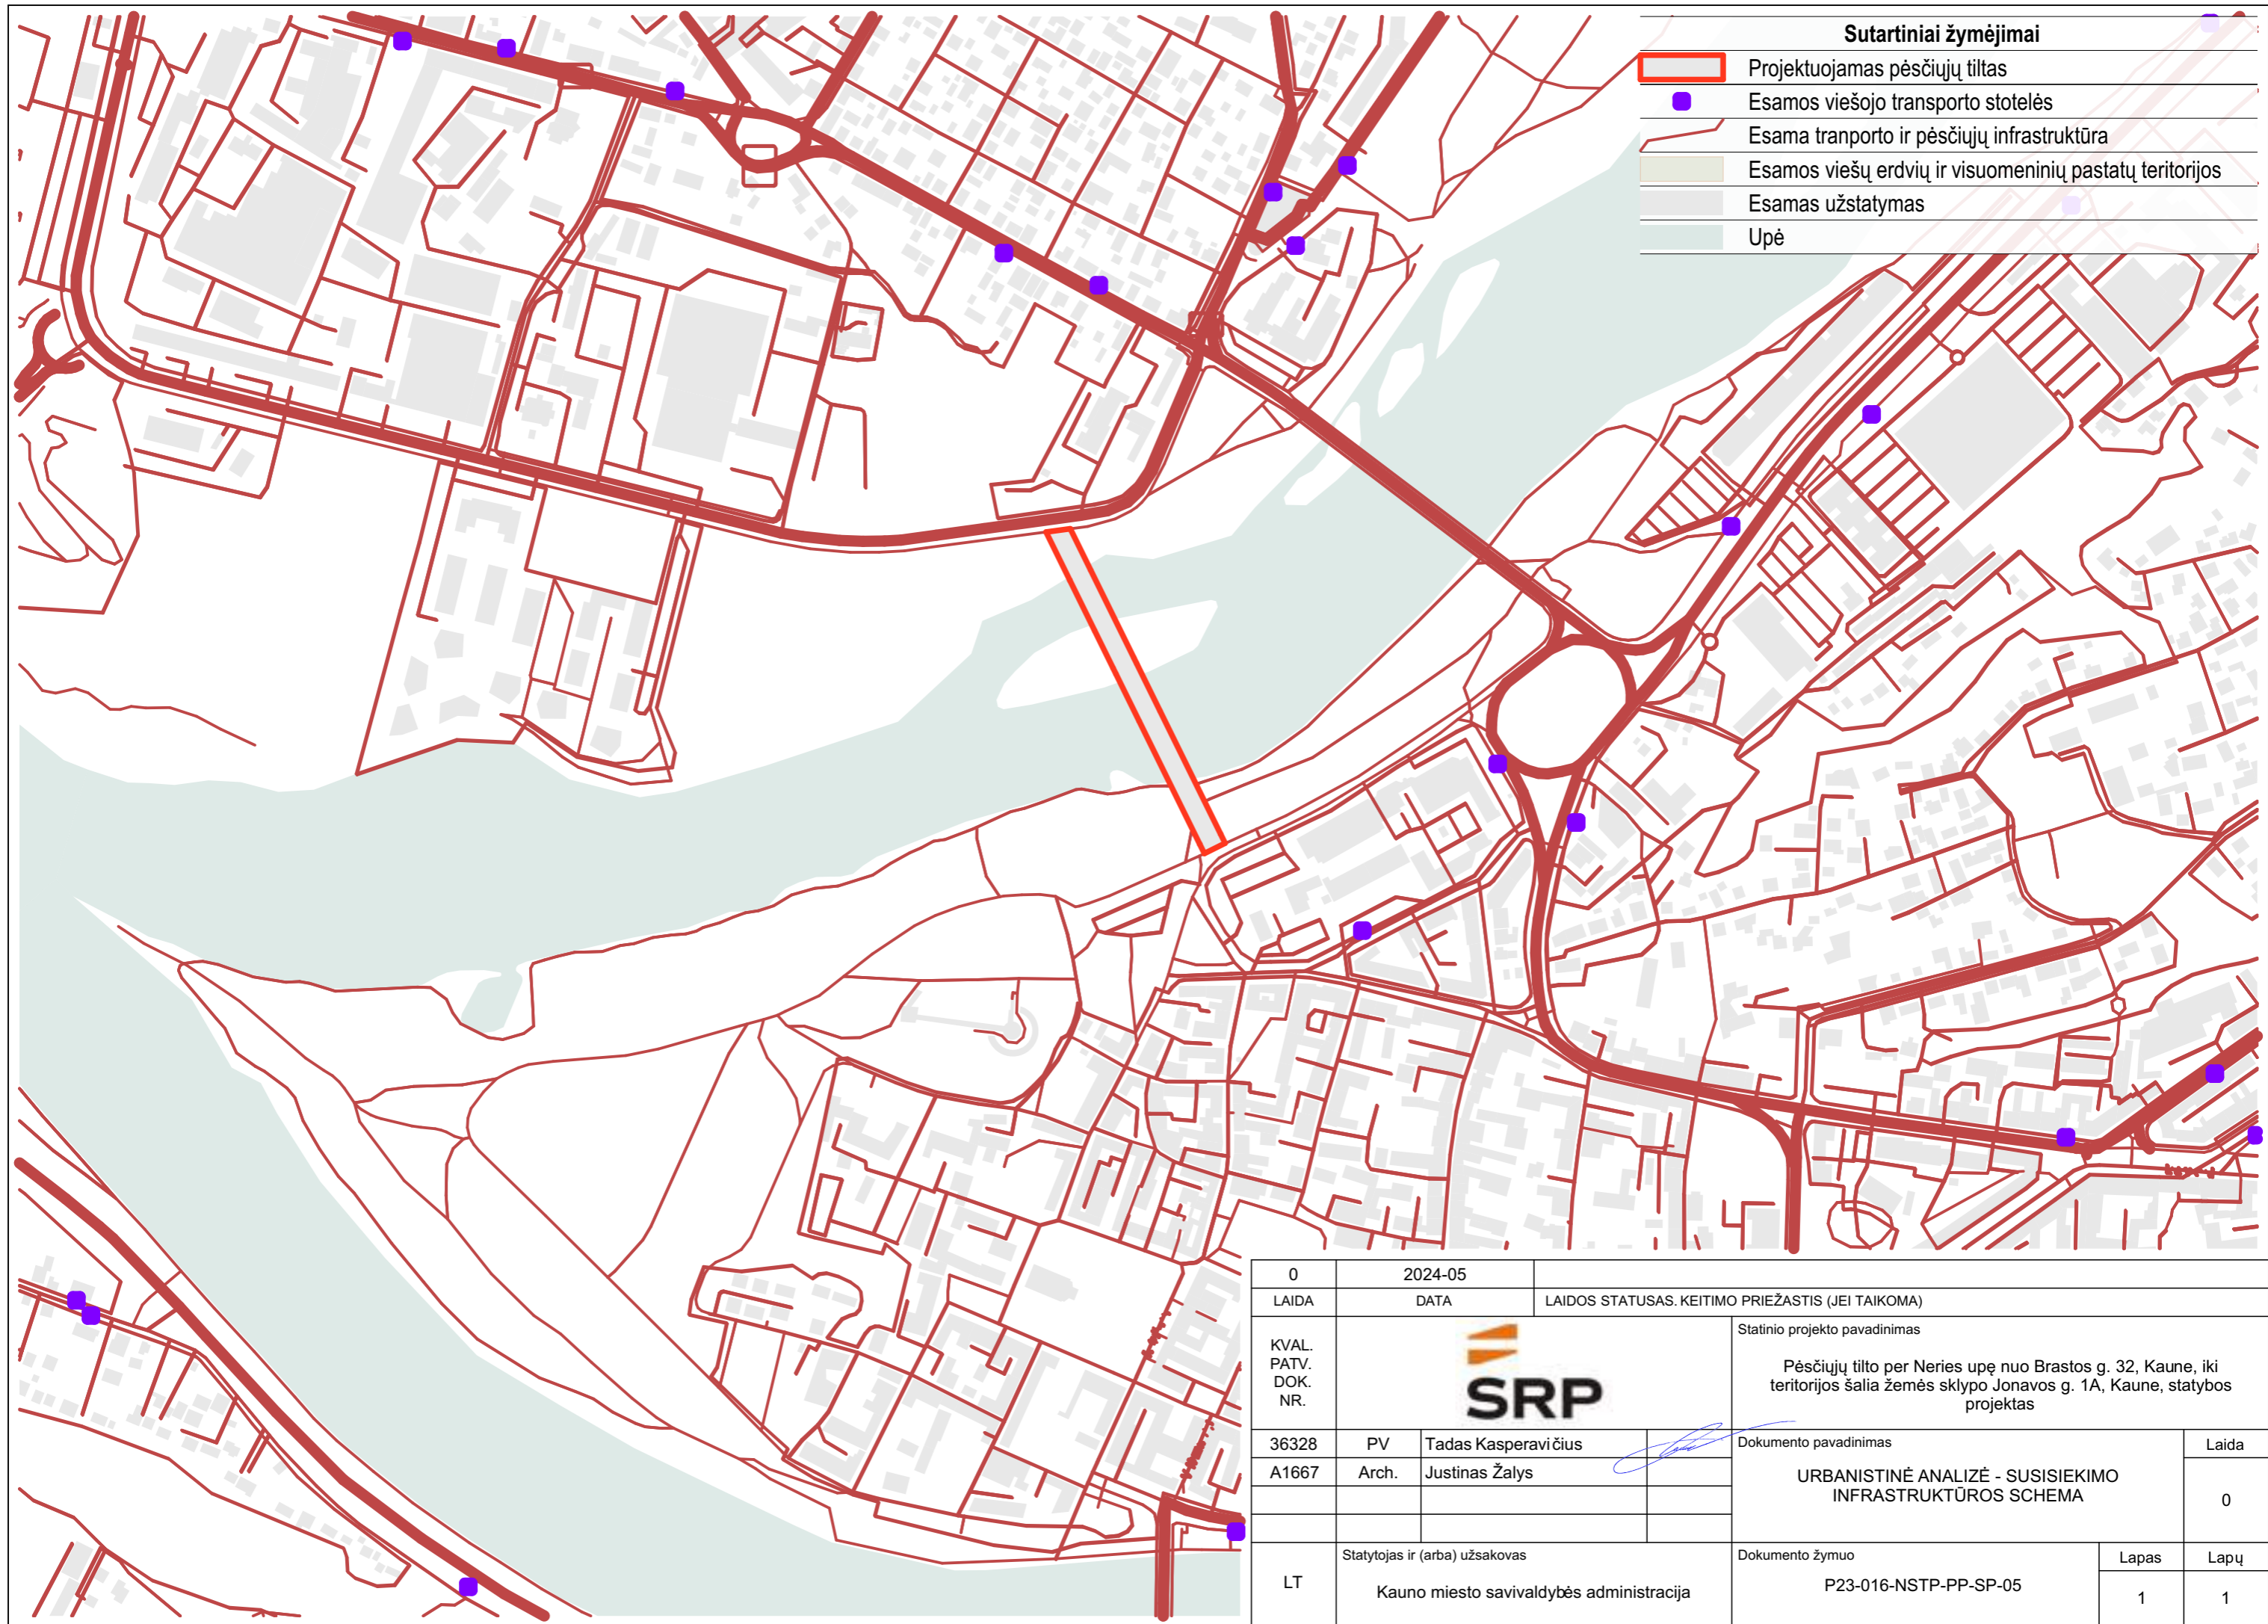 Sutartiniai žymėjimai
Projektuojamas pėsčiųjų tiltas
Esamos viešojo transporto stotelės
Esama tranporto ir pėsčiųjų infrastruktūra
Esamos viešų erdvių ir visuomeninių pastatų teritorijos
Esamas užstatymas
Upė
0
2024-05
LAIDA
DATA
LAIDOS STATUSAS. KEITIMO PRIEŽASTIS (JEI TAIKOMA)
KVAL.
PATV.
DOK.
NR.
SRP
Statinio projekto pavadinimas
Pėsčiųjų tilto per Neries upę nuo Brastos g. 32, Kaune, iki
teritorijos šalia žemės sklypo Jonavos g. 1A, Kaune, statybos
projektas
36328
PV
Tadas Kasperavičius
A1667
Arch.
Justinas Žalys
Dokumento pavadinimas
URBANISTINĖ ANALIZĖ - SUSISIEKIMO
INFRASTRUKTŪROS SCHEMA
Laida
0
LT
Statytojas ir (arba) užsakovas
Kauno miesto savivaldybės administracija
Dokumento žymuo
P23-016-NSTP-PP-SP-05
Lapas
Lapų
1
1